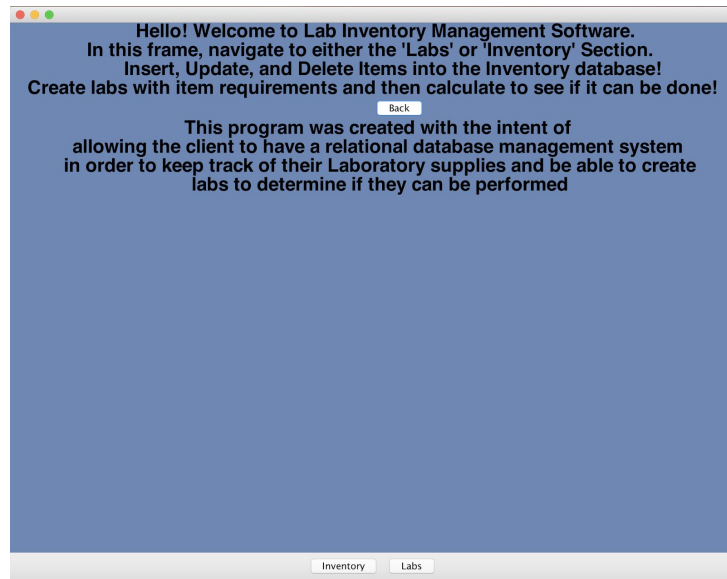 Hello! Welcome to Lab Inventory Management Software.
In this frame, navigate to either the 'Labs' or 'Inventory' Section.
Insert, Update, and Delete Items into the Inventory database!
Create labs with item requirements and then calculate to see if it can be done!
Back
This program was created with the intent of
allowing the client to have a relational database management system
in order to keep track of their Laboratory supplies and be able to create
labs to determine if they can be performed
Inventory Labs